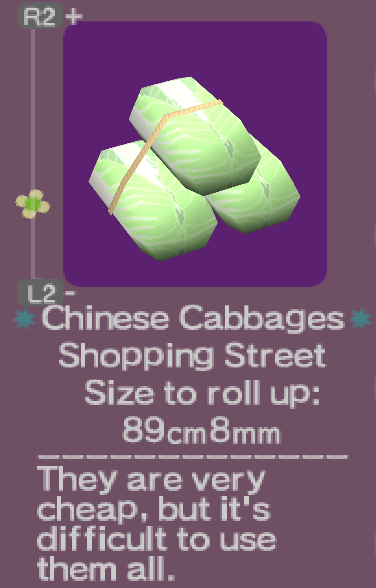 R2 +
L2 -
Chinese Cabbages
Shopping Street
Size to roll up:
89cm8mm
They are very
cheap, but it's
difficult to use
them all.